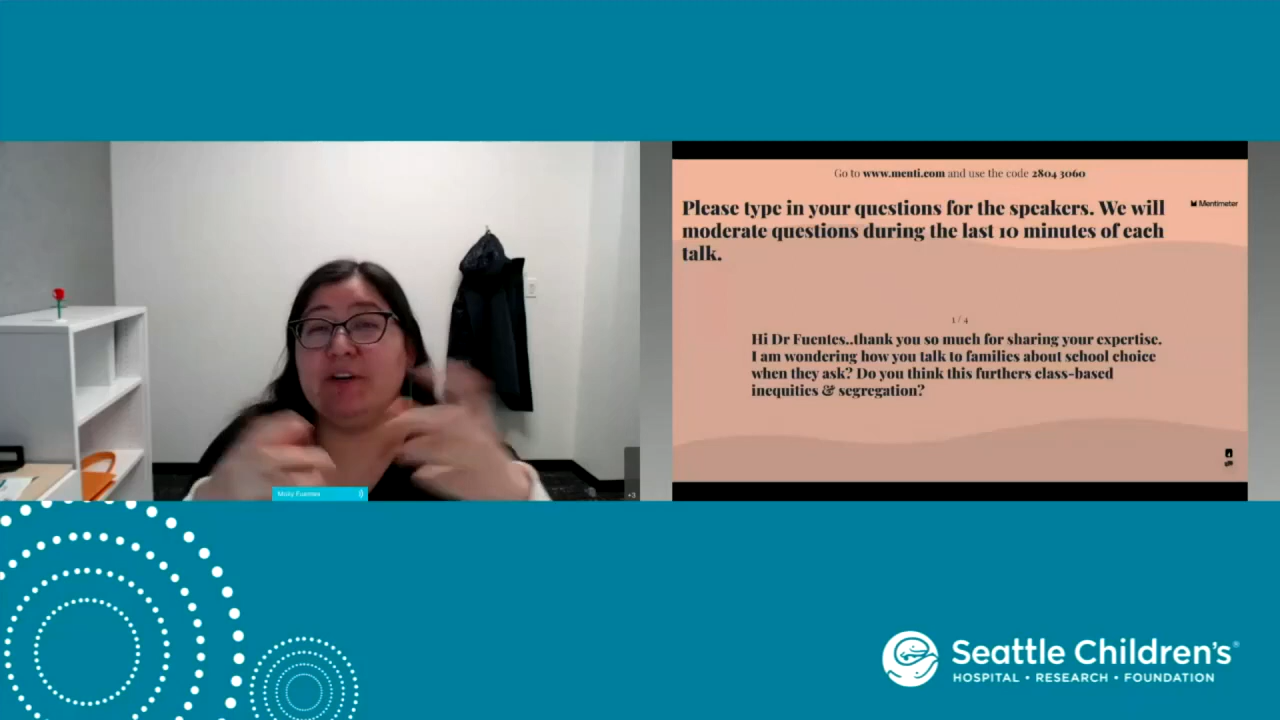 Go to www.menti.com and use the code 2804 3060
Please type in your questions for the speakers. We will
moderate questions during the last 10 minutes of each
talk.
Mentimeter
1 / 4
Hi Dr Fuentes..thank you so much for sharing your expertise.
I am wondering how you talk to families about school choice
when they ask? Do you think this furthers class-based
inequities & segregation?
Molly Fuentes
+3
Seattle Children's®
HOSPITAL • RESEARCH • FOUNDATION